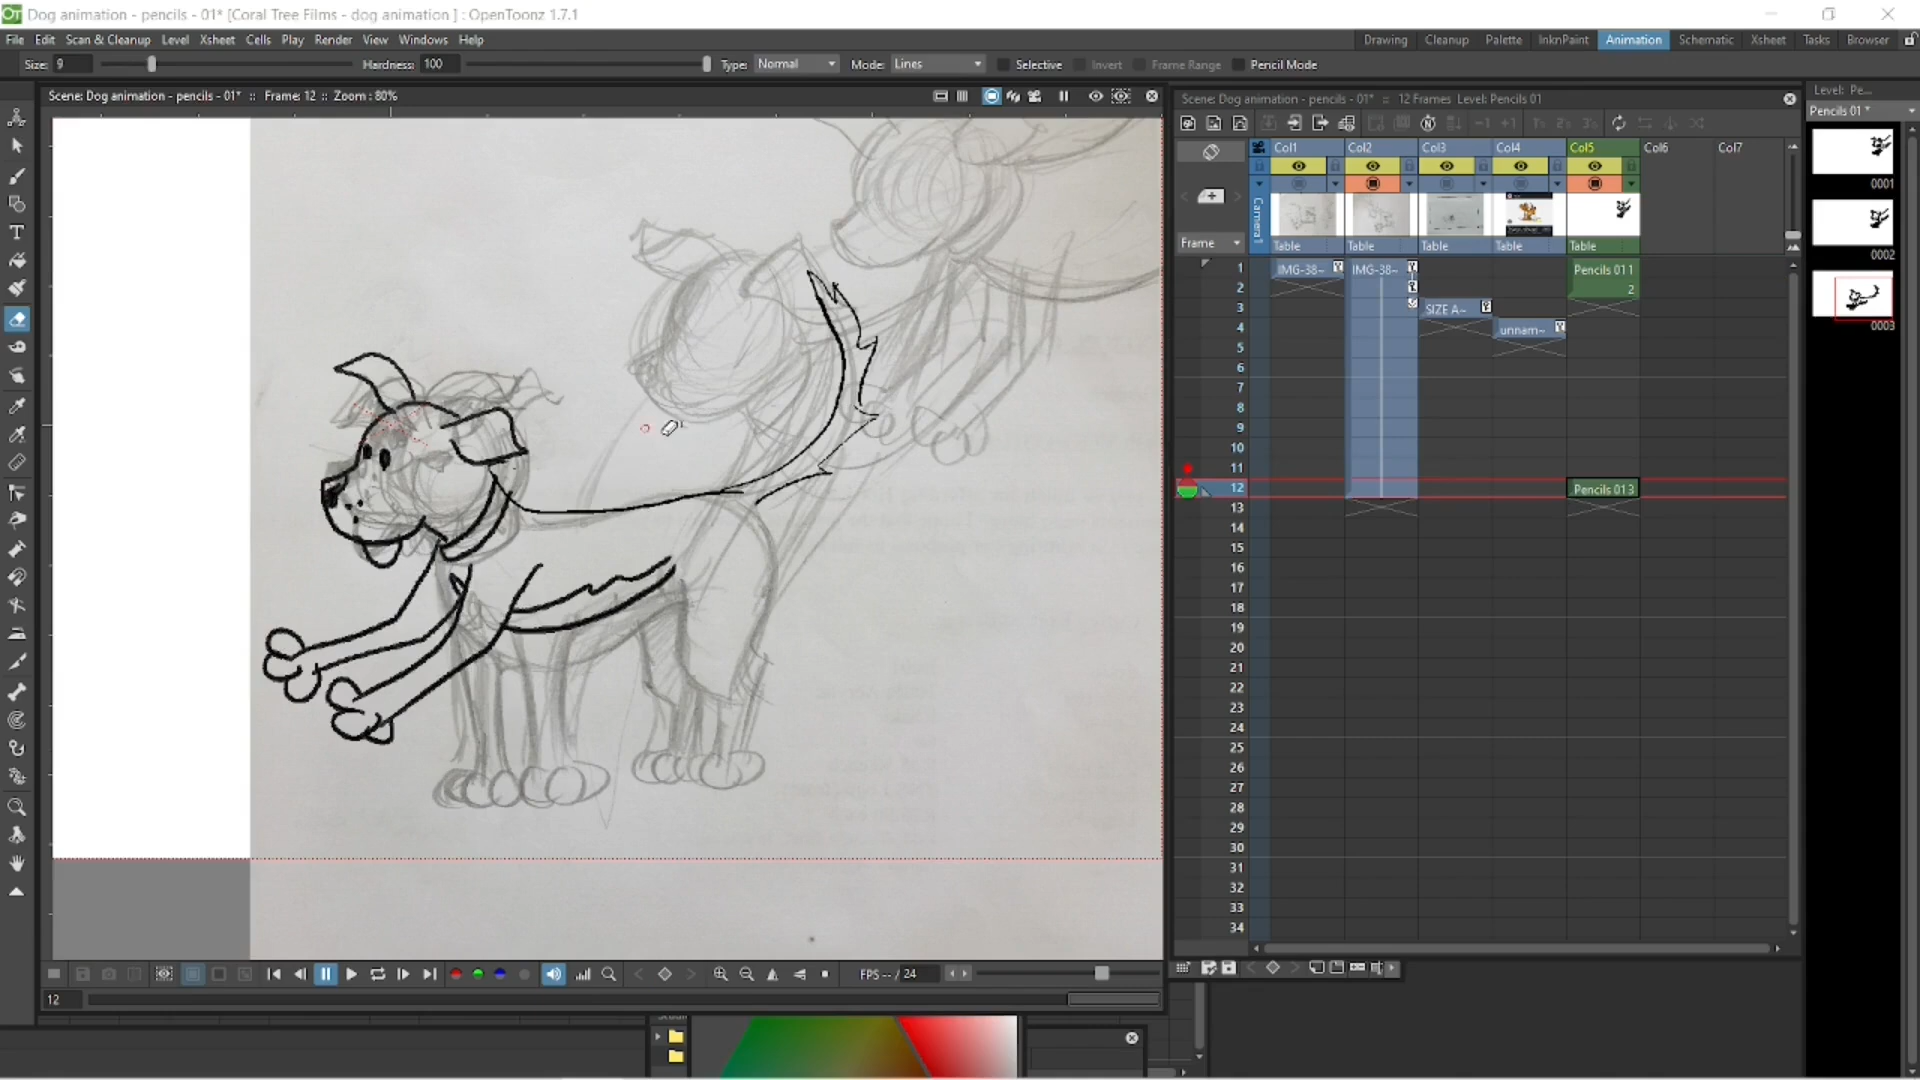 Dog animation - pencils - 01* [Coral Tree Films - dog animation ] : OpenToonz 1.7.1
File Edit Scan & Cleanup Level Xsheet Cells Play Render View Windows Help
Drawing Cleanup Palette InknPaint Animation Schematic Xsheet Tasks Browser
Size: 9 Hardness: 100 Type: Normal Mode: Lines Selective Invert Frame Range Pencil Mode
Scene: Dog animation - pencils - 01* :: Frame: 12 :: Zoom : 80%
Scene: Dog animation - pencils - 01* :: 12 Frames Level: Pencils 01
Level: Pe...
Pencils 01 *
Col1 Col2 Col3 Col4 Col5 Col6 Col7
Camera1
Frame
Table Table Table Table Table
1 IMG-38~ IMG-38~ Pencils 01 1
2 2
3 SIZE A~
4 unnam~
5
6
7
8
9
10
11
12 Pencils 01 3
13
14
15
16
17
18
19
20
21
22
23
24
25
26
27
28
29
30
31
32
33
34
0001
0002
0003
FPS -- / 24
12